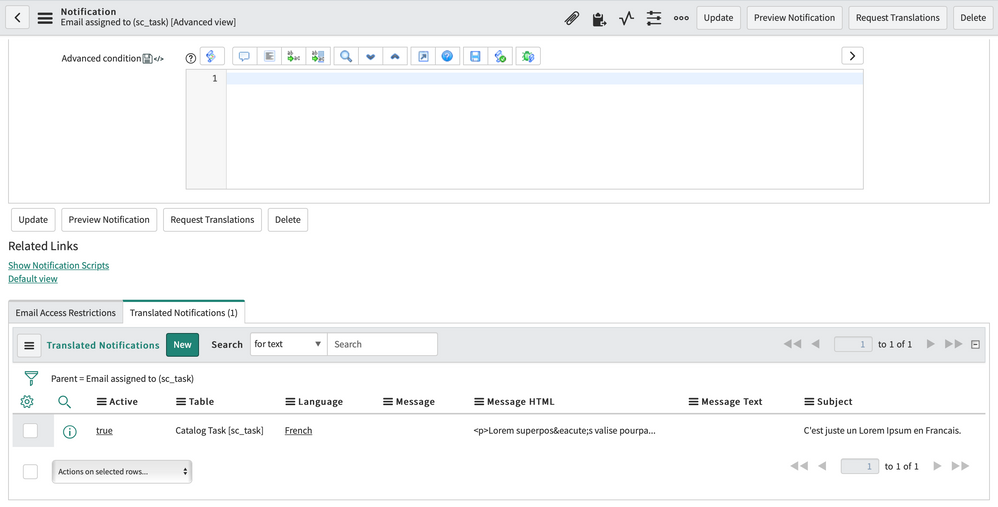 Notification
Email assigned to (sc_task) [Advanced view]
Update
Preview Notification
Request Translations
Delete
Advanced condition
1
Update
Preview Notification
Request Translations
Delete
Related Links
Show Notification Scripts
Default view
Email Access Restrictions
Translated Notifications (1)
Translated Notifications New Search for text Search 1 to 1 of 1
Parent = Email assigned to (sc_task)
Active Table Language Message Message HTML Message Text Subject
true Catalog Task [sc_task] French <p>Lorem superpos&eacute;s valise pourpa... C'est juste un Lorem Ipsum en Francais.
Actions on selected rows... 1 to 1 of 1